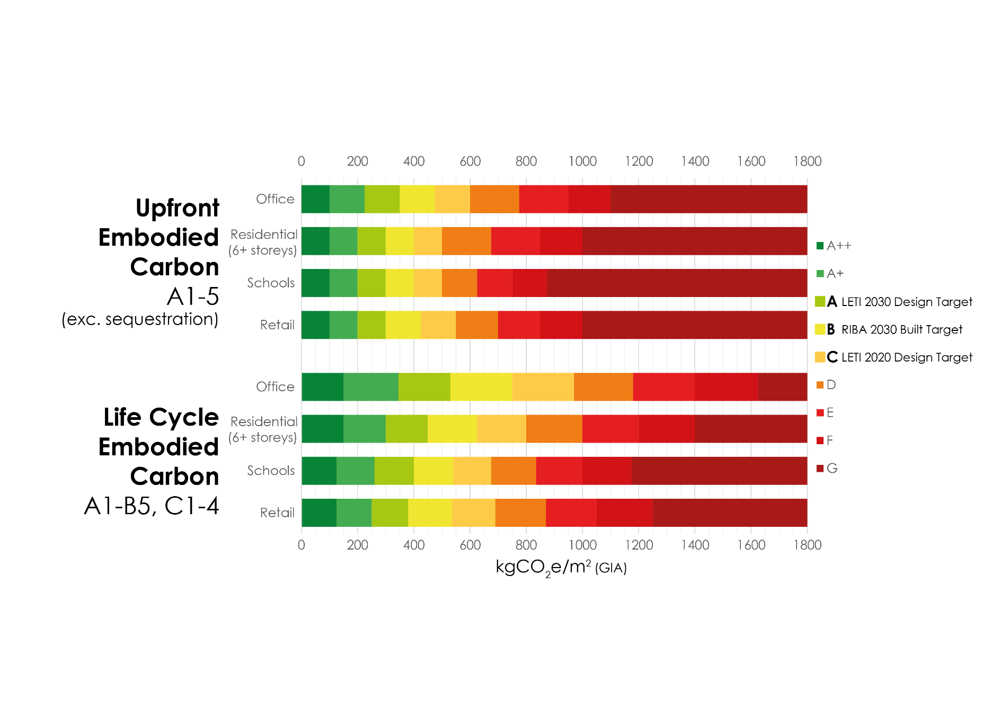 0 200 400 600 800 1000 1200 1400 1600 1800
Upfront
Embodied
Carbon
A1-5
(exc. sequestration)
Office
Residential
(6+ storeys)
Schools
Retail
Life Cycle
Embodied
Carbon
A1-B5, C1-4
Office
Residential
(6+ storeys)
Schools
Retail
0 200 400 600 800 1000 1200 1400 1600 1800
kgCO₂e/m² (GIA)
A++
A+
A LETI 2030 Design Target
B RIBA 2030 Built Target
C LETI 2020 Design Target
D
E
F
G